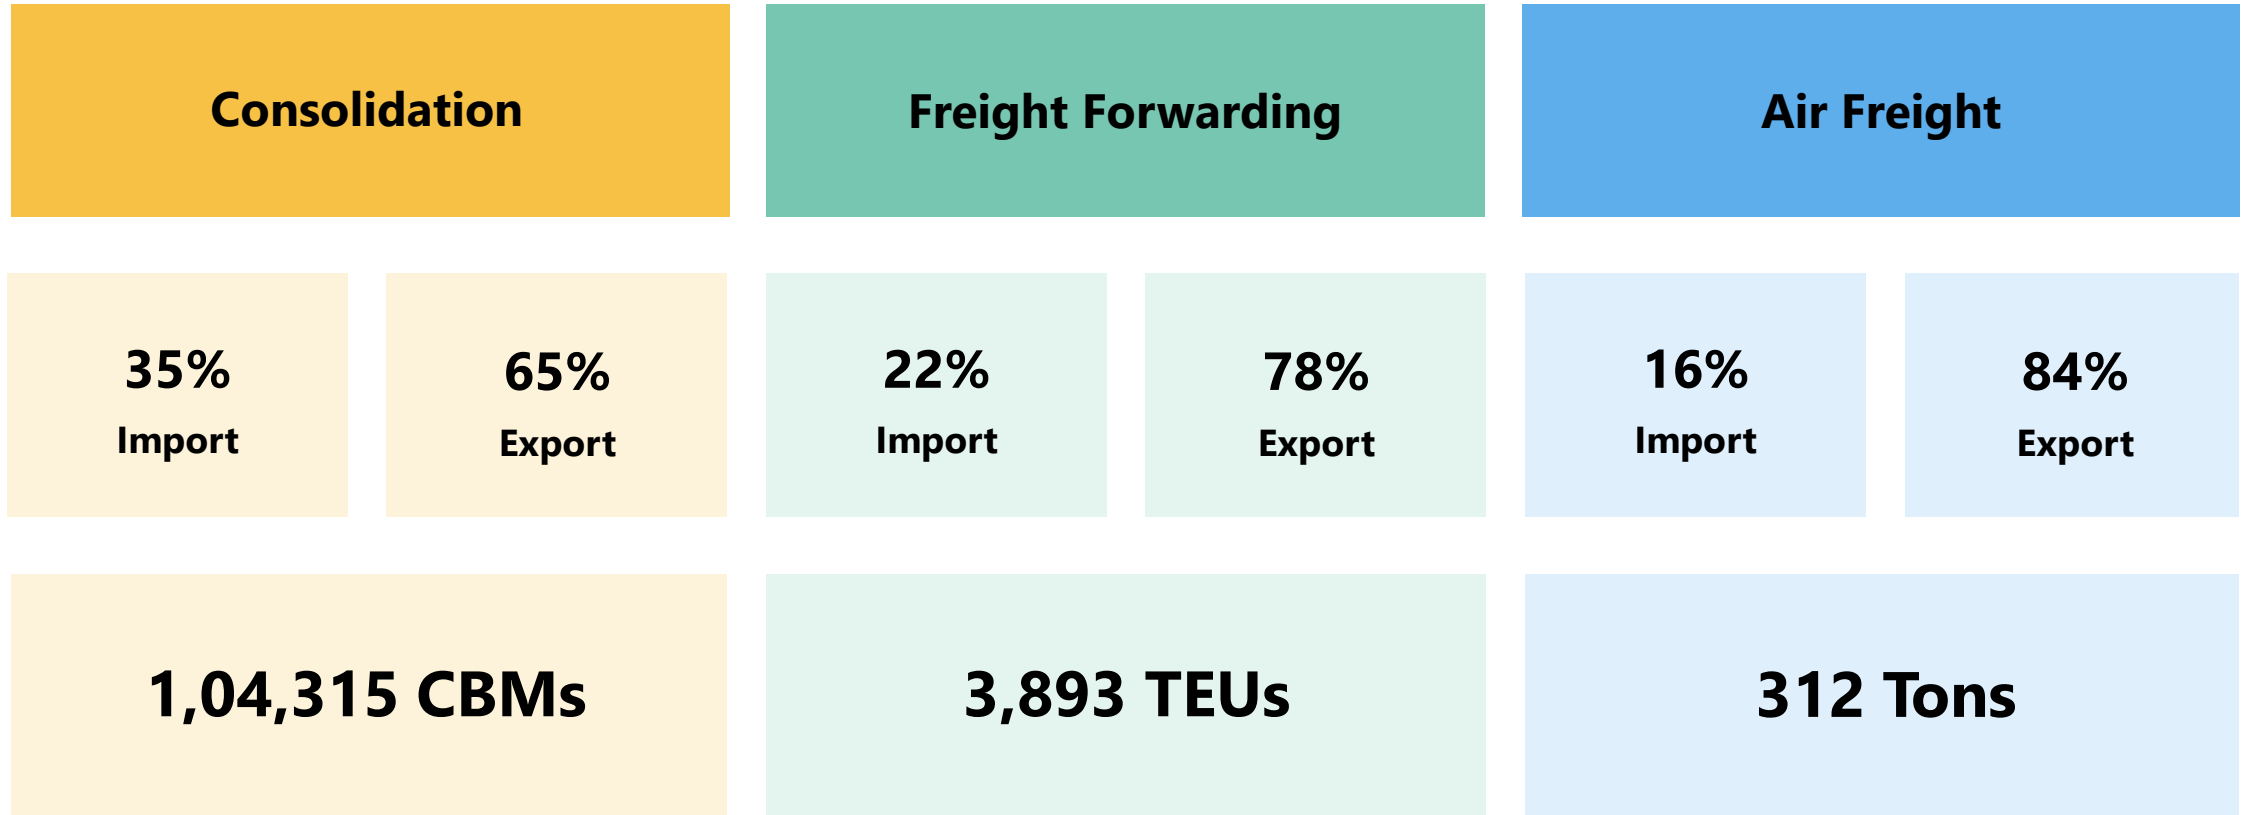 Consolidation
Freight Forwarding
Air Freight
35%
Import
65%
Export
22%
Import
78%
Export
16%
Import
84%
Export
1,04,315 CBMs
3,893 TEUs
312 Tons